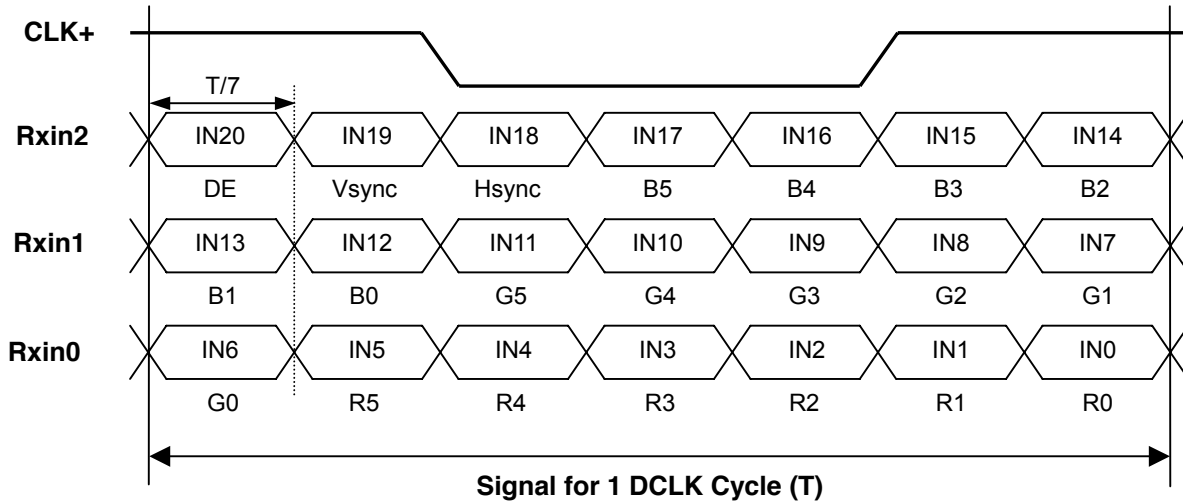 CLK+
T/7
Rxin2 IN20 IN19 IN18 IN17 IN16 IN15 IN14
DE Vsync Hsync B5 B4 B3 B2
Rxin1 IN13 IN12 IN11 IN10 IN9 IN8 IN7
B1 B0 G5 G4 G3 G2 G1
Rxin0 IN6 IN5 IN4 IN3 IN2 IN1 IN0
G0 R5 R4 R3 R2 R1 R0
Signal for 1 DCLK Cycle (T)